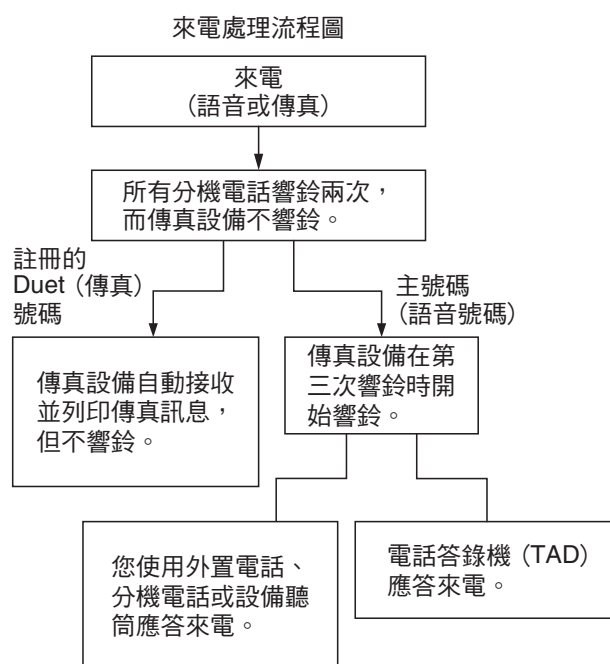 來電處理流程圖
來電
(語音或傳真)
所有分機電話響鈴兩次，
而傳真設備不響鈴。
註冊的
Duet (傳真)
號碼
主號碼
(語音號碼)
傳真設備自動接收
並列印傳真訊息，
但不響鈴。
傳真設備在第
三次響鈴時開
始響鈴。
您使用外置電話、
分機電話或設備聽
筒應答來電。
電話答錄機 (TAD)
應答來電。